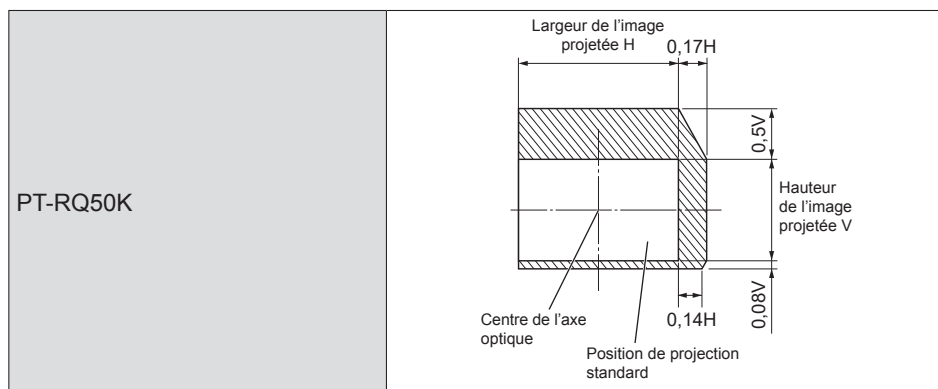 PT-RQ50K
Largeur de l’image
projetée H
0,17H
0,5V
Hauteur
de l’image
projetée V
0,08V
0,14H
Centre de l’axe
optique
Position de projection
standard